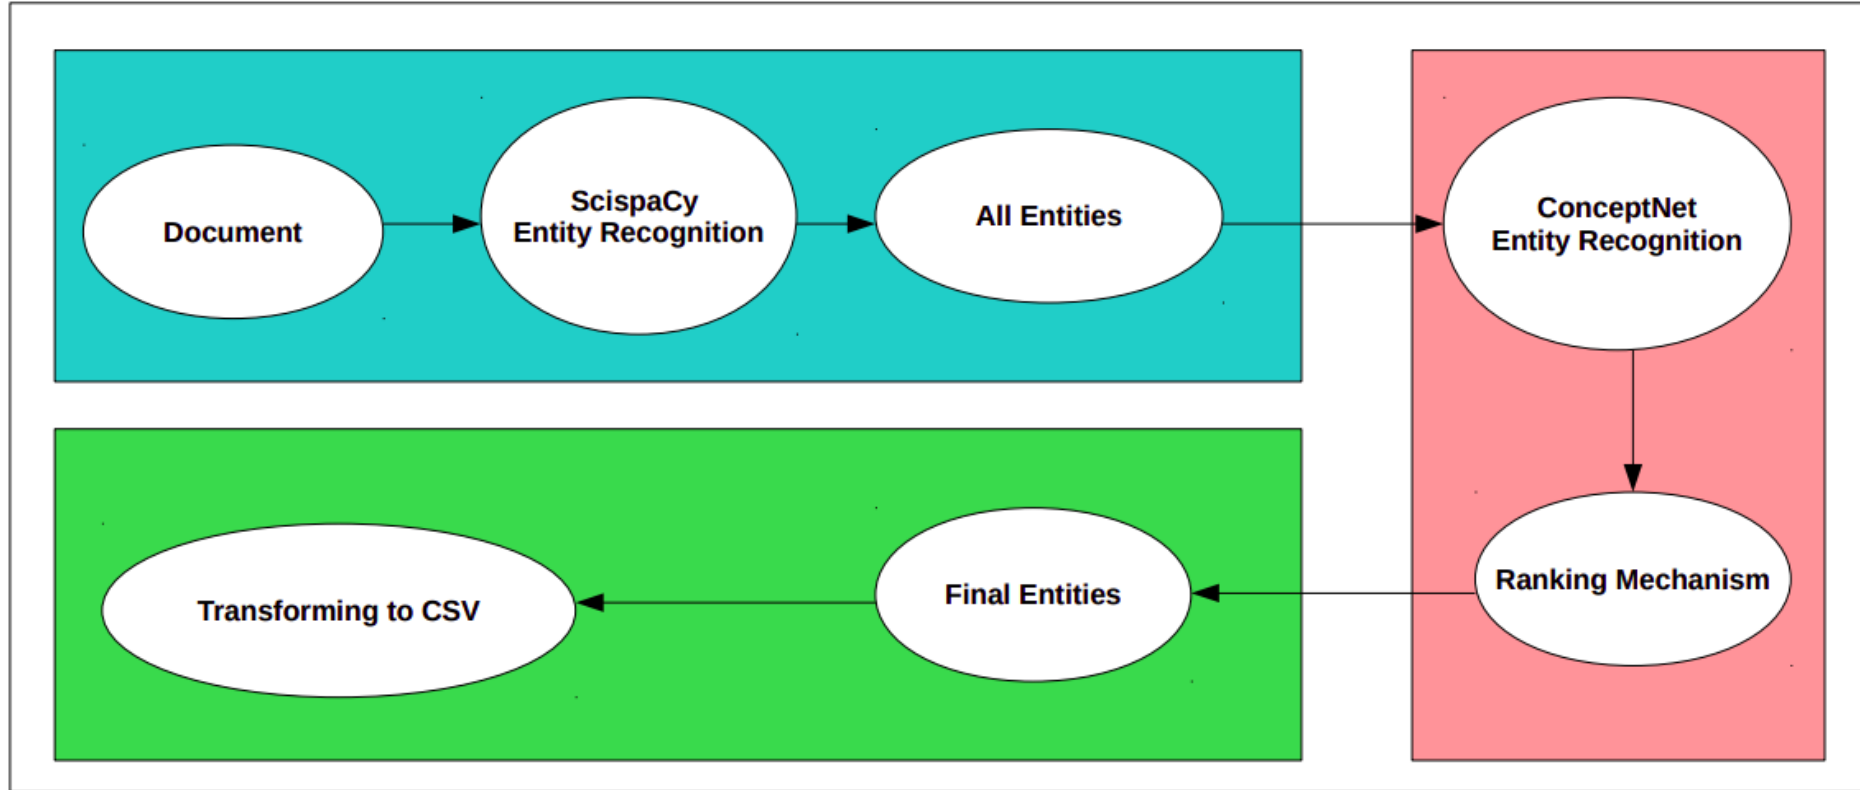 Document
ScispaCy
Entity Recognition
All Entities
ConceptNet
Entity Recognition
Ranking Mechanism
Final Entities
Transforming to CSV